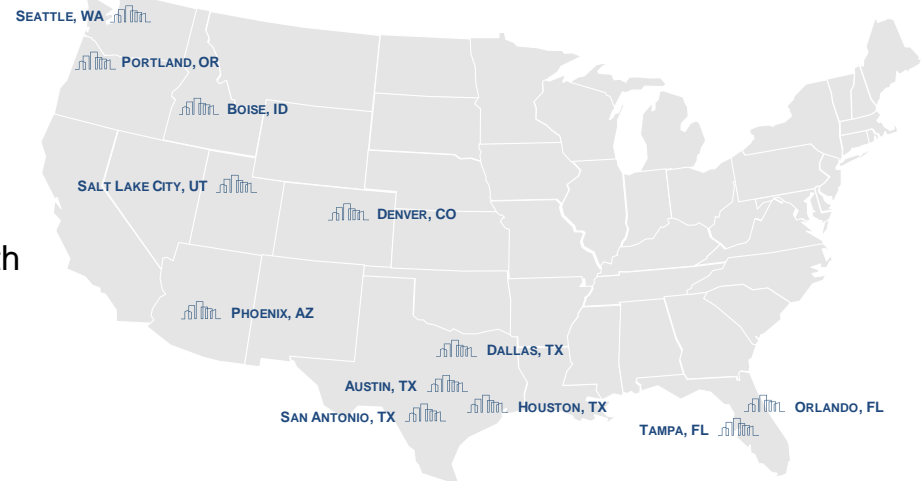 SEATTLE, WA
PORTLAND, OR
BOISE, ID
SALT LAKE CITY, UT
DENVER, CO
th
PHOENIX, AZ
DALLAS, TX
AUSTIN, TX
HOUSTON, TX
ORLANDO, FL
SAN ANTONIO, TX
TAMPA, FL